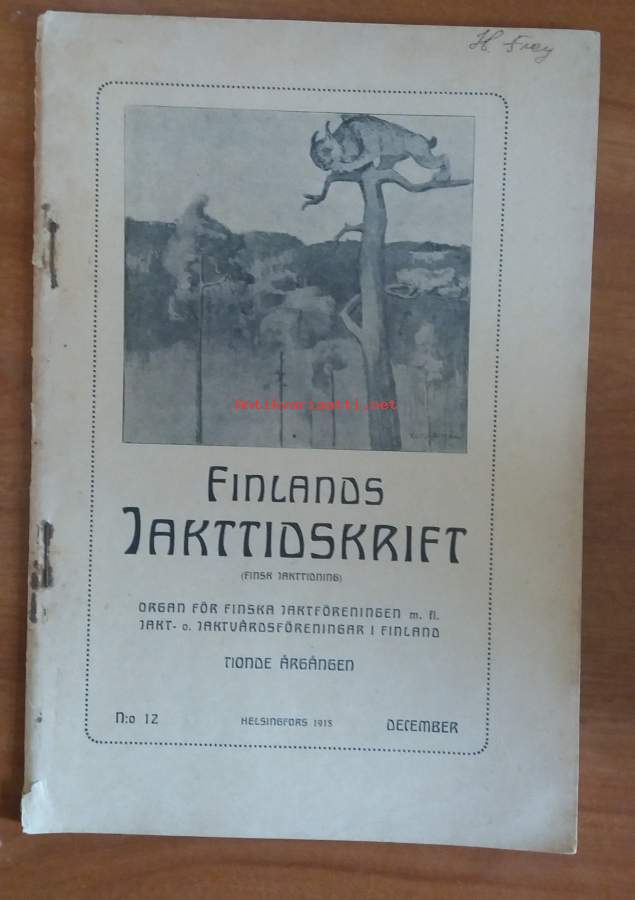 H. Frey
antikvariaatti.net
FINLANDS
JAKTTIDSKRIFT
(FINSK JAKTTIDNING)
ORGAN FÖR FINSKA JAKTFÖRENINGEN m. fl.
JAKT- o. JAKTVÅRDSFÖRENINGAR I FINLAND
TIONDE ÅRGÅNGEN
N:o 12
HELSINGFORS 1915
DECEMBER